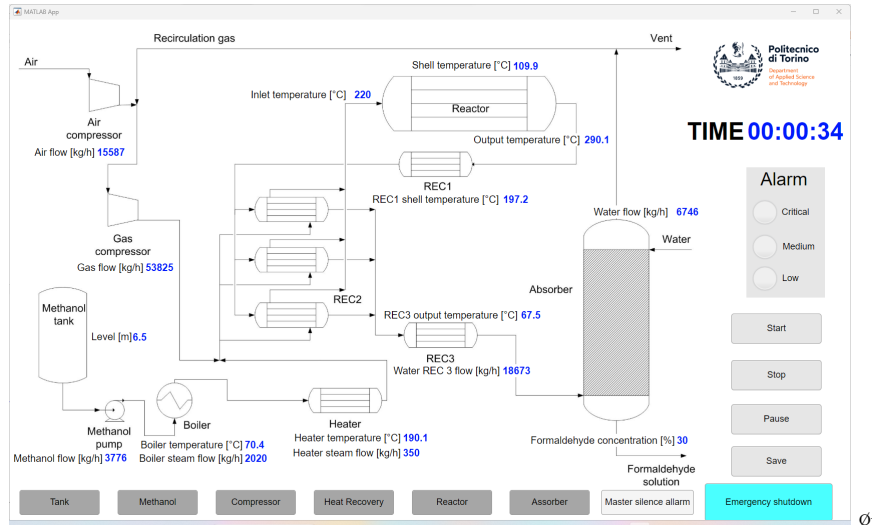 MATLAB App
Recirculation gas
Vent
Air
Politecnico
di Torino
Department
of Applied Science
and Technology
1859
Shell temperature [°C] 109.9
Inlet temperature [°C] 220
Reactor
Air
compressor
Air flow [kg/h] 15587
TIME 00:00:34
Output temperature [°C] 290.1
REC1
REC1 shell temperature [°C] 197.2
Alarm
Critical
Medium
Low
Water flow [kg/h] 6746
Water
Gas
compressor
Gas flow [kg/h] 53825
Absorber
REC2
Methanol
tank
Level [m] 6.5
REC3 output temperature [°C] 67.5
REC3
Water REC 3 flow [kg/h] 18673
Start
Stop
Pause
Save
Methanol
pump
Methanol flow [kg/h] 3776
Boiler
Boiler temperature [°C] 70.4
Boiler steam flow [kg/h] 2020
Heater
Heater temperature [°C] 190.1
Heater steam flow [kg/h] 350
Formaldehyde concentration [%] 30
Formaldehyde
solution
Tank
Methanol
Compressor
Heat Recovery
Reactor
Assorber
Master silence allarm
Emergency shutdown
Ø